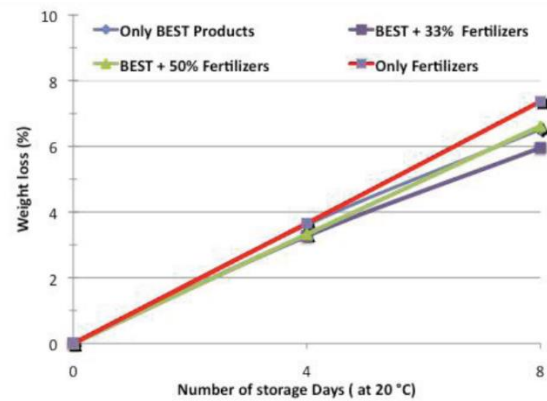 10
Only BEST Products
BEST + 33% Fertilizers
BEST + 50% Fertilizers
Only Fertilizers
8
6
4
2
0
Weight loss (%)
0
4
8
Number of storage Days ( at 20 °C)